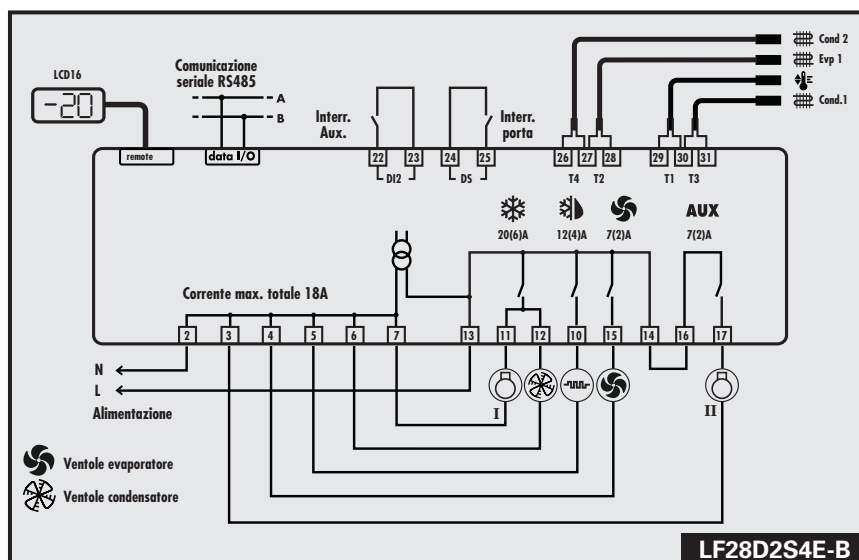 LCD16
-20
Comunicazione
seriale RS485
A
B
Interr.
Aux.
Interr.
porta
Cond 2
Evp 1
Cond.1
remote
data I/O
22 23 24 25 26 27 28 29 30 31
DI2 DS T4 T2 T1 T3
AUX
20(6)A 12(4)A 7(2)A 7(2)A
Corrente max. totale 18A
2 3 4 5 6 7 13 11 12 10 15 14 16 17
N
L
Alimentazione
I II
Ventole evaporatore
Ventole condensatore
LF28D2S4E-B